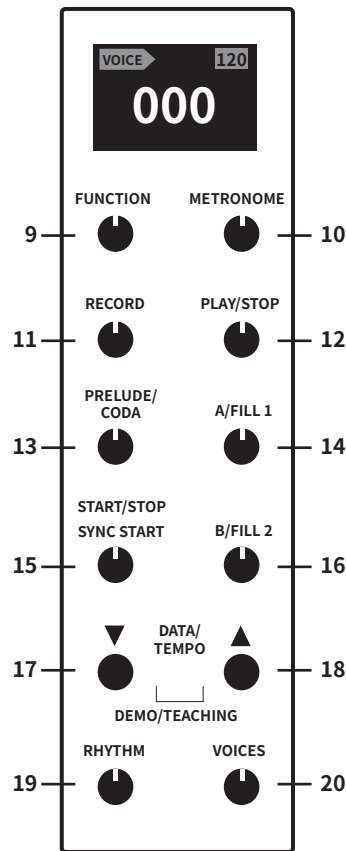 VOICE 120
000
FUNCTION METRONOME
9 10
RECORD PLAY/STOP
11 12
PRELUDE/
CODA
A/FILL 1
13 14
START/STOP
SYNC START
B/FILL 2
15 16
▼ DATA/ ▲
TEMPO
17 18
DEMO/TEACHING
RHYTHM VOICES
19 20